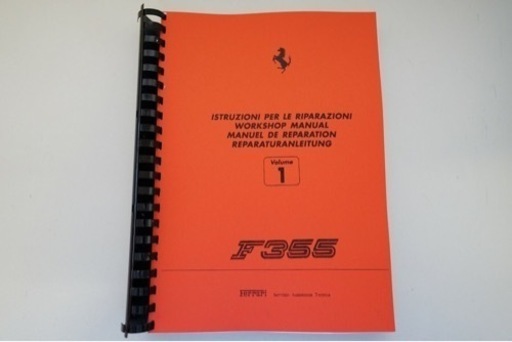 ISTRUZIONI PER LE RIPARAZIONI
WORKSHOP MANUAL
MANUEL DE REPARATION
REPARATURANLEITUNG
Volume
1
F355
Ferrari